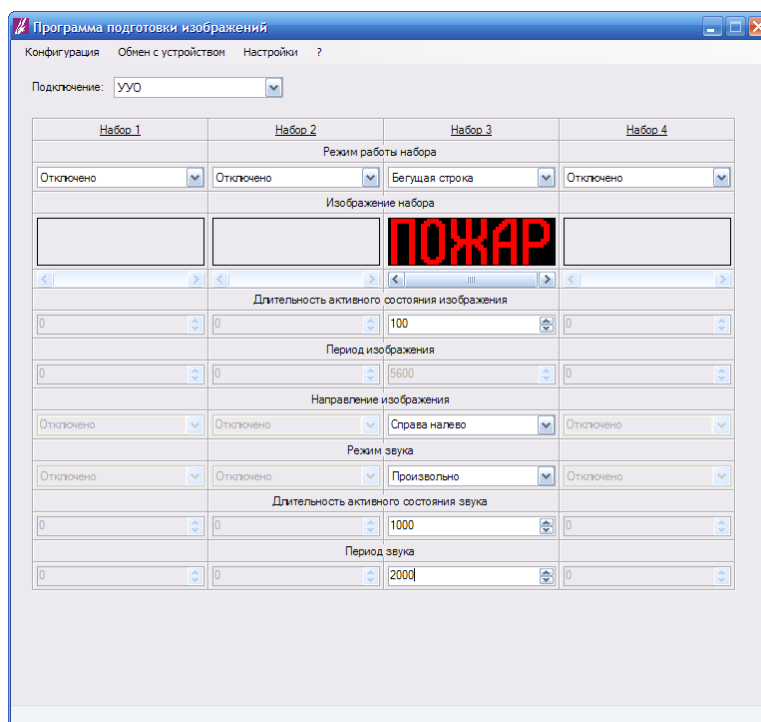 Программа подготовки изображений
Конфигурация Обмен с устройством Настройки ?
Подключение: УУО
Набор 1 Набор 2 Набор 3 Набор 4
Режим работы набора
Отключено Отключено Бегущая строка Отключено
Изображение набора
ПОЖАР
Длительность активного состояния изображения
0 0 100 0
Период изображения
0 0 5600 0
Направление изображения
Отключено Отключено Справа налево Отключено
Режим звука
Отключено Отключено Произвольно Отключено
Длительность активного состояния звука
0 0 1000 0
Период звука
0 0 2000 0